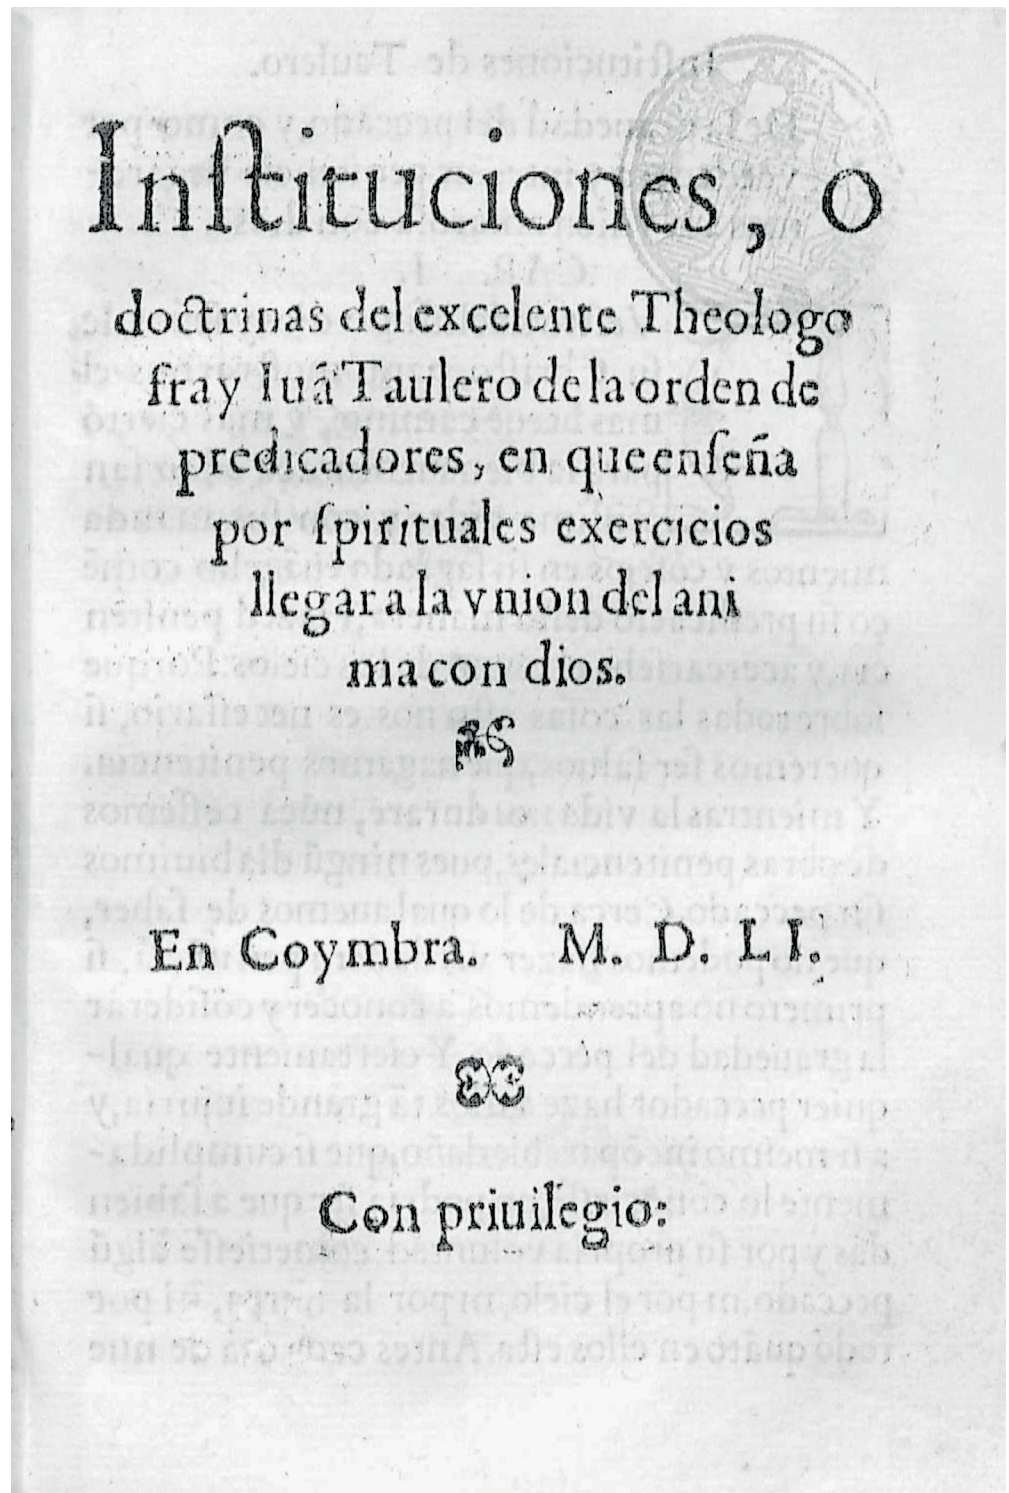 Inſtituciones, o
doctrinas del excelente Theologo
fray Iuã Taulero de la orden de
predicadores, en que enſeña
por ſpirituales exercicios
llegar a la vnion del ani
ma con dios.
En Coymbra. M. D. L I.
Con priuilegio: